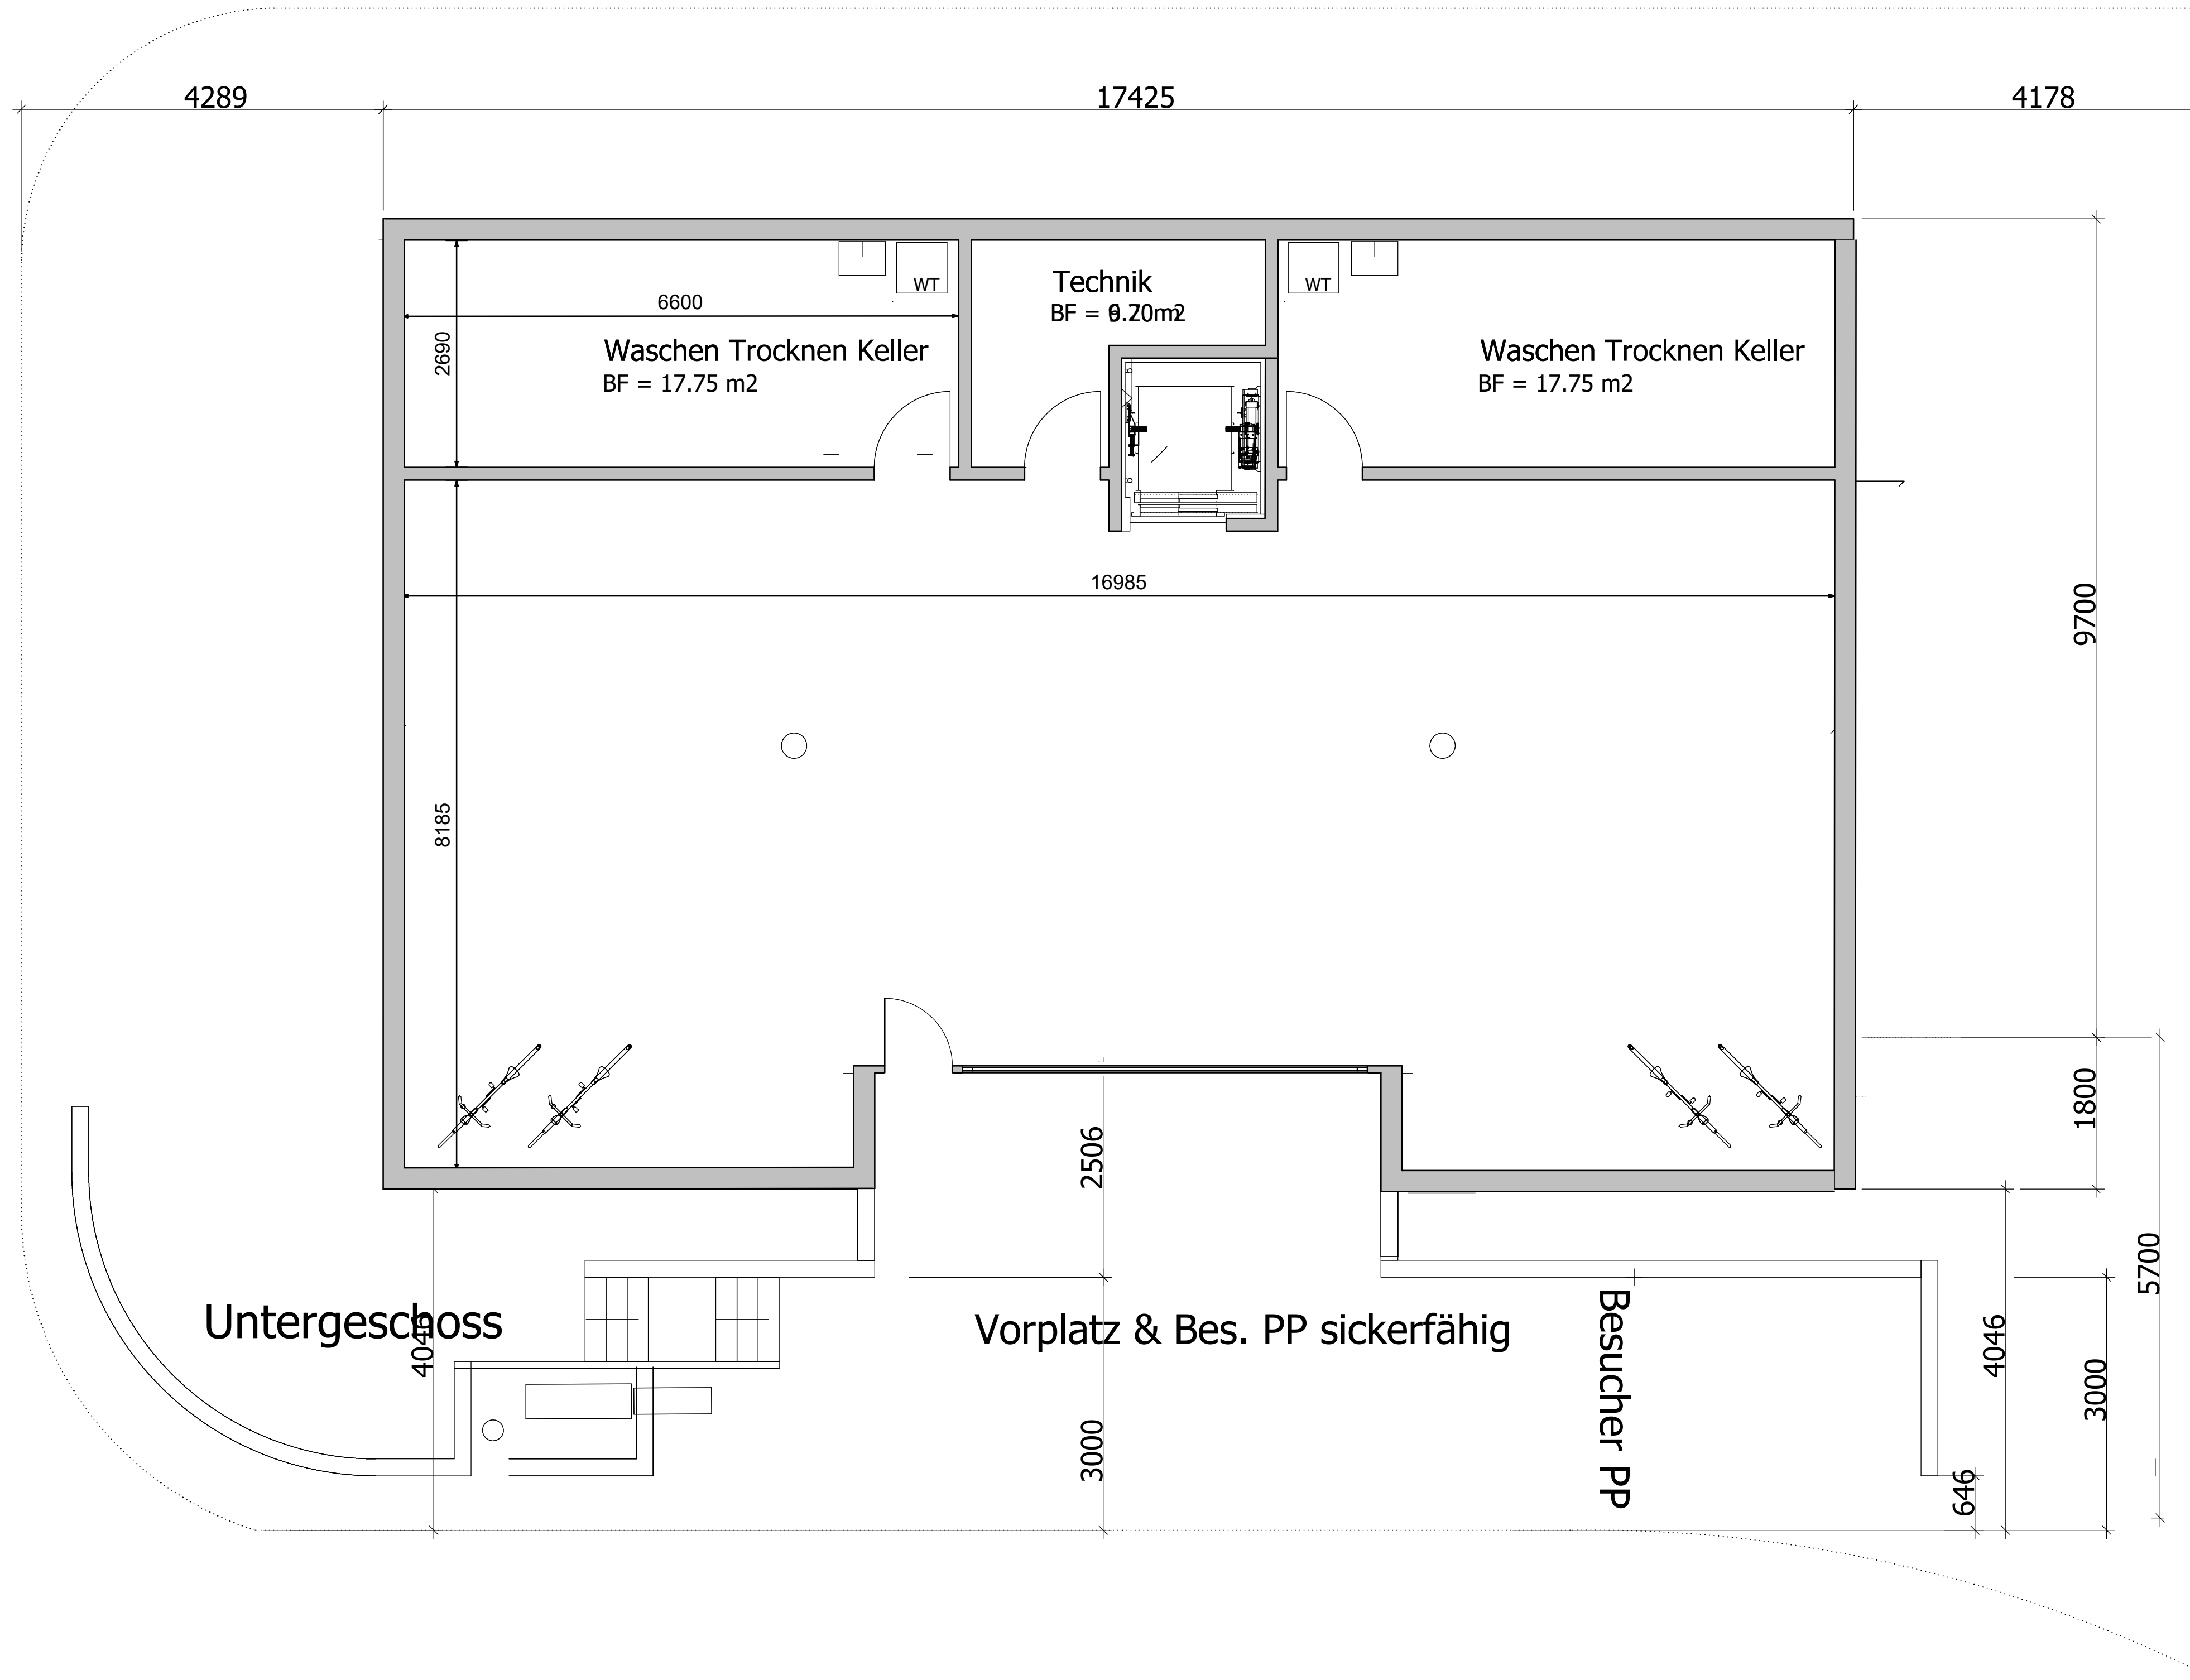 4289
17425
4178
WT
WT
Technik
BF =
6600
2690
Waschen Trocknen Keller
BF = 17.75 m2
Waschen Trocknen Keller
BF = 17.75 m2
16985
9700
8185
1800
2506
5700
Untergeschoss
4046
Vorplatz & Bes. PP sickerfähig
Besucher PP
4046
3000
3000
646